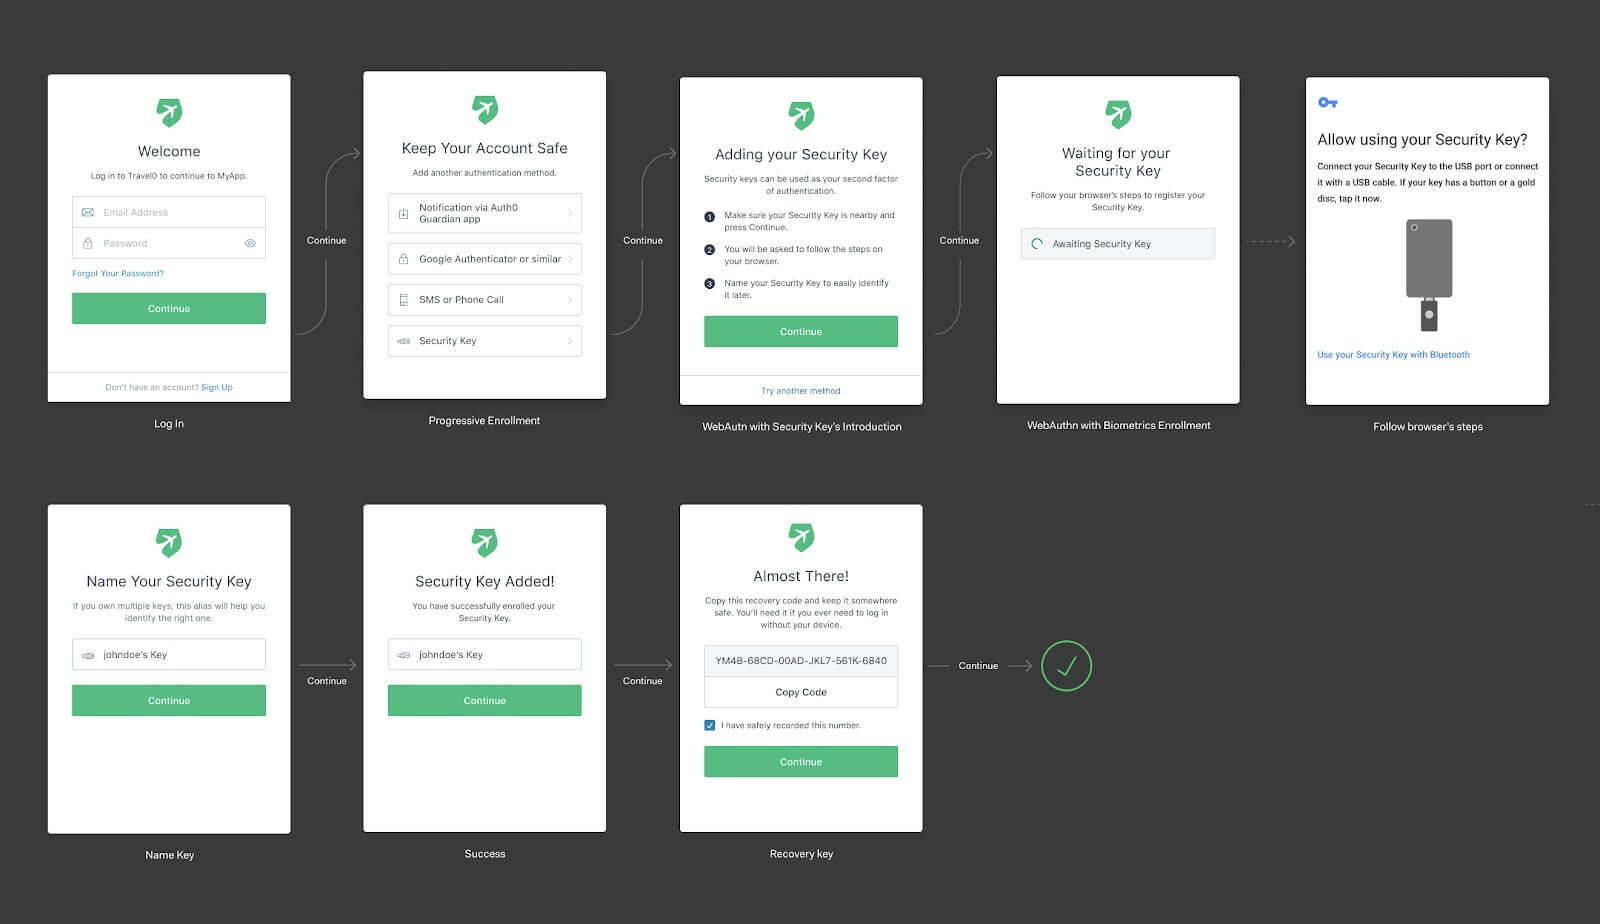 Welcome
Log in to Travel0 to continue to MyApp.
Email Address
Password
Forgot Your Password?
Continue
Don't have an account? Sign Up
Log In
Continue
Keep Your Account Safe
Add another authentication method.
Notification via Auth0
Guardian app
Google Authenticator or similar
SMS or Phone Call
Security Key
Progressive Enrollment
Continue
Adding your Security Key
Security keys can be used as your second factor
of authentication.
1 Make sure your Security Key is nearby and
press Continue.
2 You will be asked to follow the steps on
your browser.
3 Name your Security Key to easily identify
it later.
Continue
Try another method
WebAutn with Security Key's Introduction
Continue
Waiting for your
Security Key
Follow your browser's steps to register your
Security Key.
Awaiting Security Key
WebAuthn with Biometrics Enrollment
Allow using your Security Key?
Connect your Security Key to the USB port or connect
it with a USB cable. If your key has a button or a gold
disc, tap it now.
Use your Security Key with Bluetooth
Follow browser's steps
Name Your Security Key
If you own multiple keys, this alias will help you
identify the right one.
johndoe's Key
Continue
Name Key
Continue
Security Key Added!
You have successfully enrolled your
Security Key.
johndoe's Key
Continue
Success
Continue
Almost There!
Copy this recovery code and keep it somewhere
safe. You'll need it if you ever need to log in
without your device.
YM4B-68CD-00AD-JKL7-561K-6840
Copy Code
I have safely recorded this number.
Continue
Recovery key
Continue